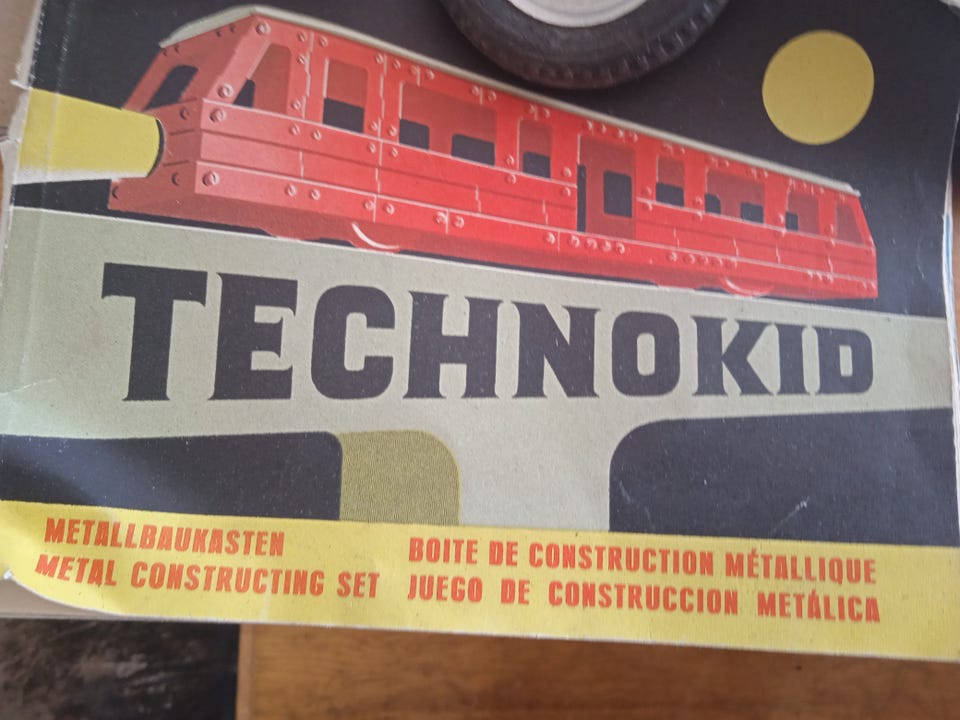 TECHNOKID
METALLBAUKASTEN
METAL CONSTRUCTING SET
BOITE DE CONSTRUCTION MÉTALLIQUE
JUEGO DE CONSTRUCCION METÁLICA